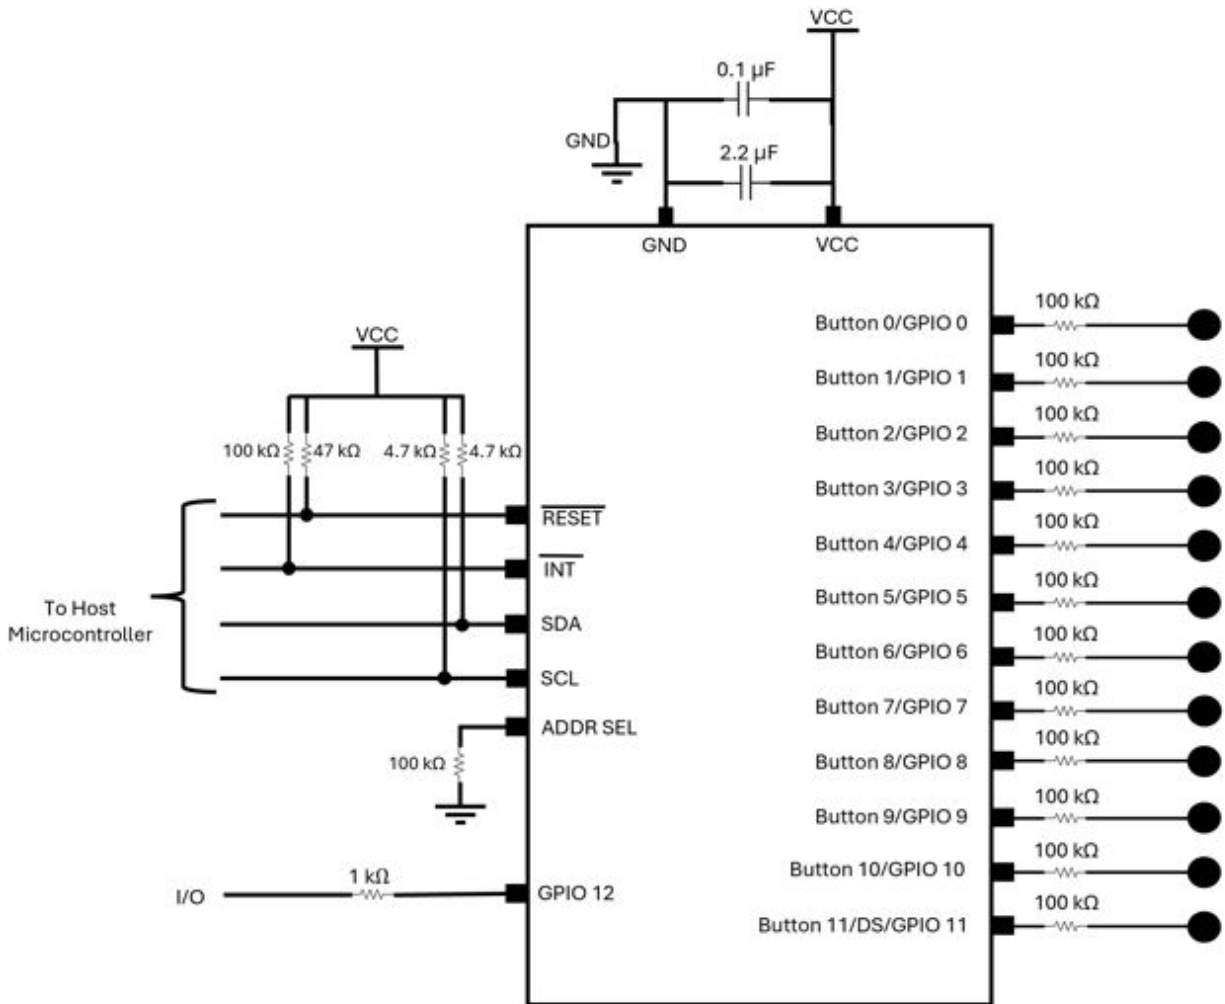 VCC
0.1 µF
GND
2.2 µF
GND
VCC
100 kΩ
Button 0/GPIO 0
VCC
100 kΩ
Button 1/GPIO 1
100 kΩ
Button 2/GPIO 2
100 kΩ 47 kΩ 4.7 kΩ 4.7 kΩ
100 kΩ
Button 3/GPIO 3
RESET
100 kΩ
Button 4/GPIO 4
INT
100 kΩ
Button 5/GPIO 5
To Host
Microcontroller
SDA
100 kΩ
Button 6/GPIO 6
SCL
100 kΩ
Button 7/GPIO 7
ADDR SEL
100 kΩ
100 kΩ
Button 8/GPIO 8
100 kΩ
Button 9/GPIO 9
100 kΩ
Button 10/GPIO 10
1 kΩ
I/O
GPIO 12
100 kΩ
Button 11/DS/GPIO 11